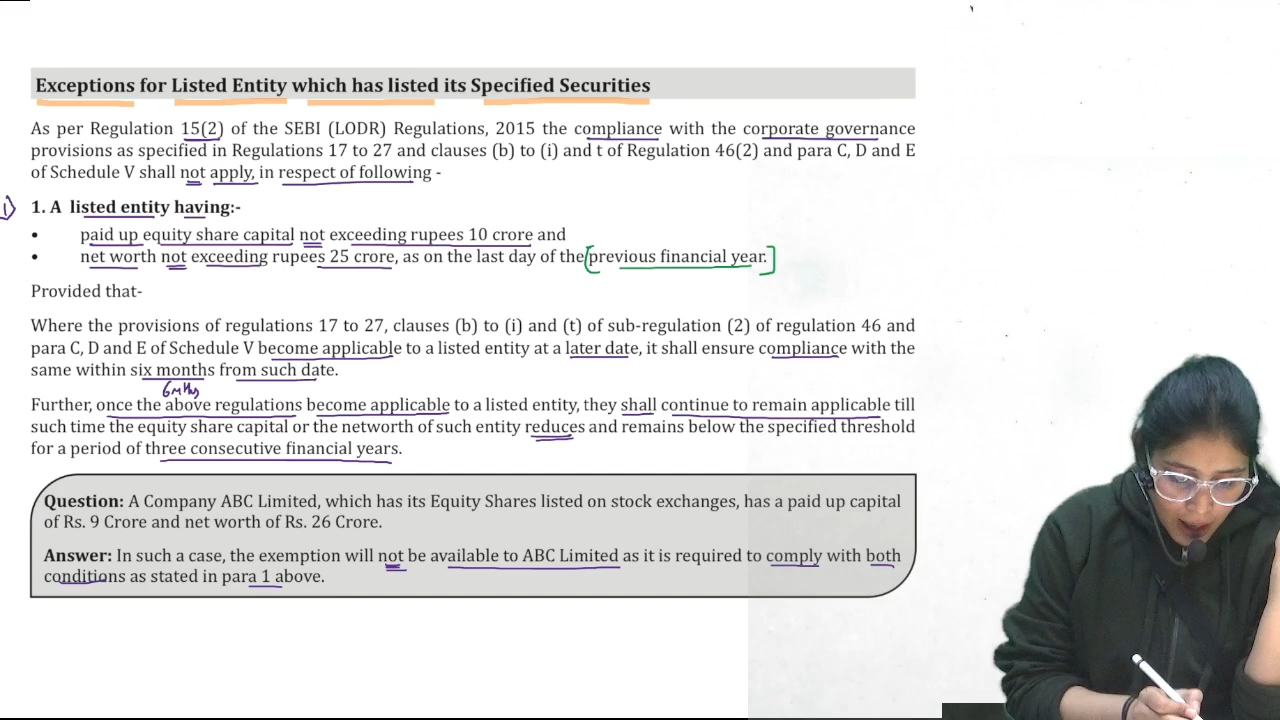 Exceptions for Listed Entity which has listed its Specified Securities
As per Regulation 15(2) of the SEBI (LODR) Regulations, 2015 the compliance with the corporate governance
provisions as specified in Regulations 17 to 27 and clauses (b) to (i) and t of Regulation 46(2) and para C, D and E
of Schedule V shall not apply, in respect of following -
1) 1. A listed entity having:-
• paid up equity share capital not exceeding rupees 10 crore and
• net worth not exceeding rupees 25 crore, as on the last day of the [previous financial year.]
Provided that-
Where the provisions of regulations 17 to 27, clauses (b) to (i) and (t) of sub-regulation (2) of regulation 46 and
para C, D and E of Schedule V become applicable to a listed entity at a later date, it shall ensure compliance with the
same within six months from such date.
6mths
Further, once the above regulations become applicable to a listed entity, they shall continue to remain applicable till
such time the equity share capital or the networth of such entity reduces and remains below the specified threshold
for a period of three consecutive financial years.
Question: A Company ABC Limited, which has its Equity Shares listed on stock exchanges, has a paid up capital
of Rs. 9 Crore and net worth of Rs. 26 Crore.
Answer: In such a case, the exemption will not be available to ABC Limited as it is required to comply with both
conditions as stated in para 1 above.